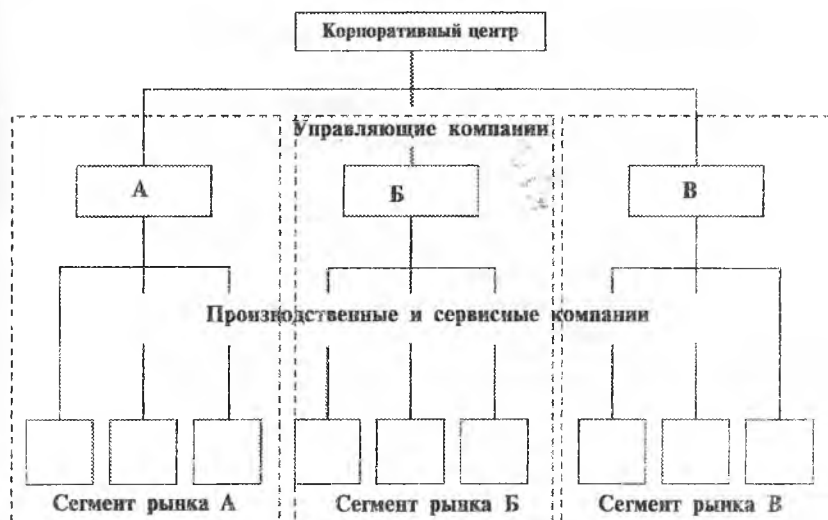 Корпоративный центр
Управляющие компании
А
Б
В
Производственные и сервисные компании
Сегмент рынка А
Сегмент рынка Б
Сегмент рынка В